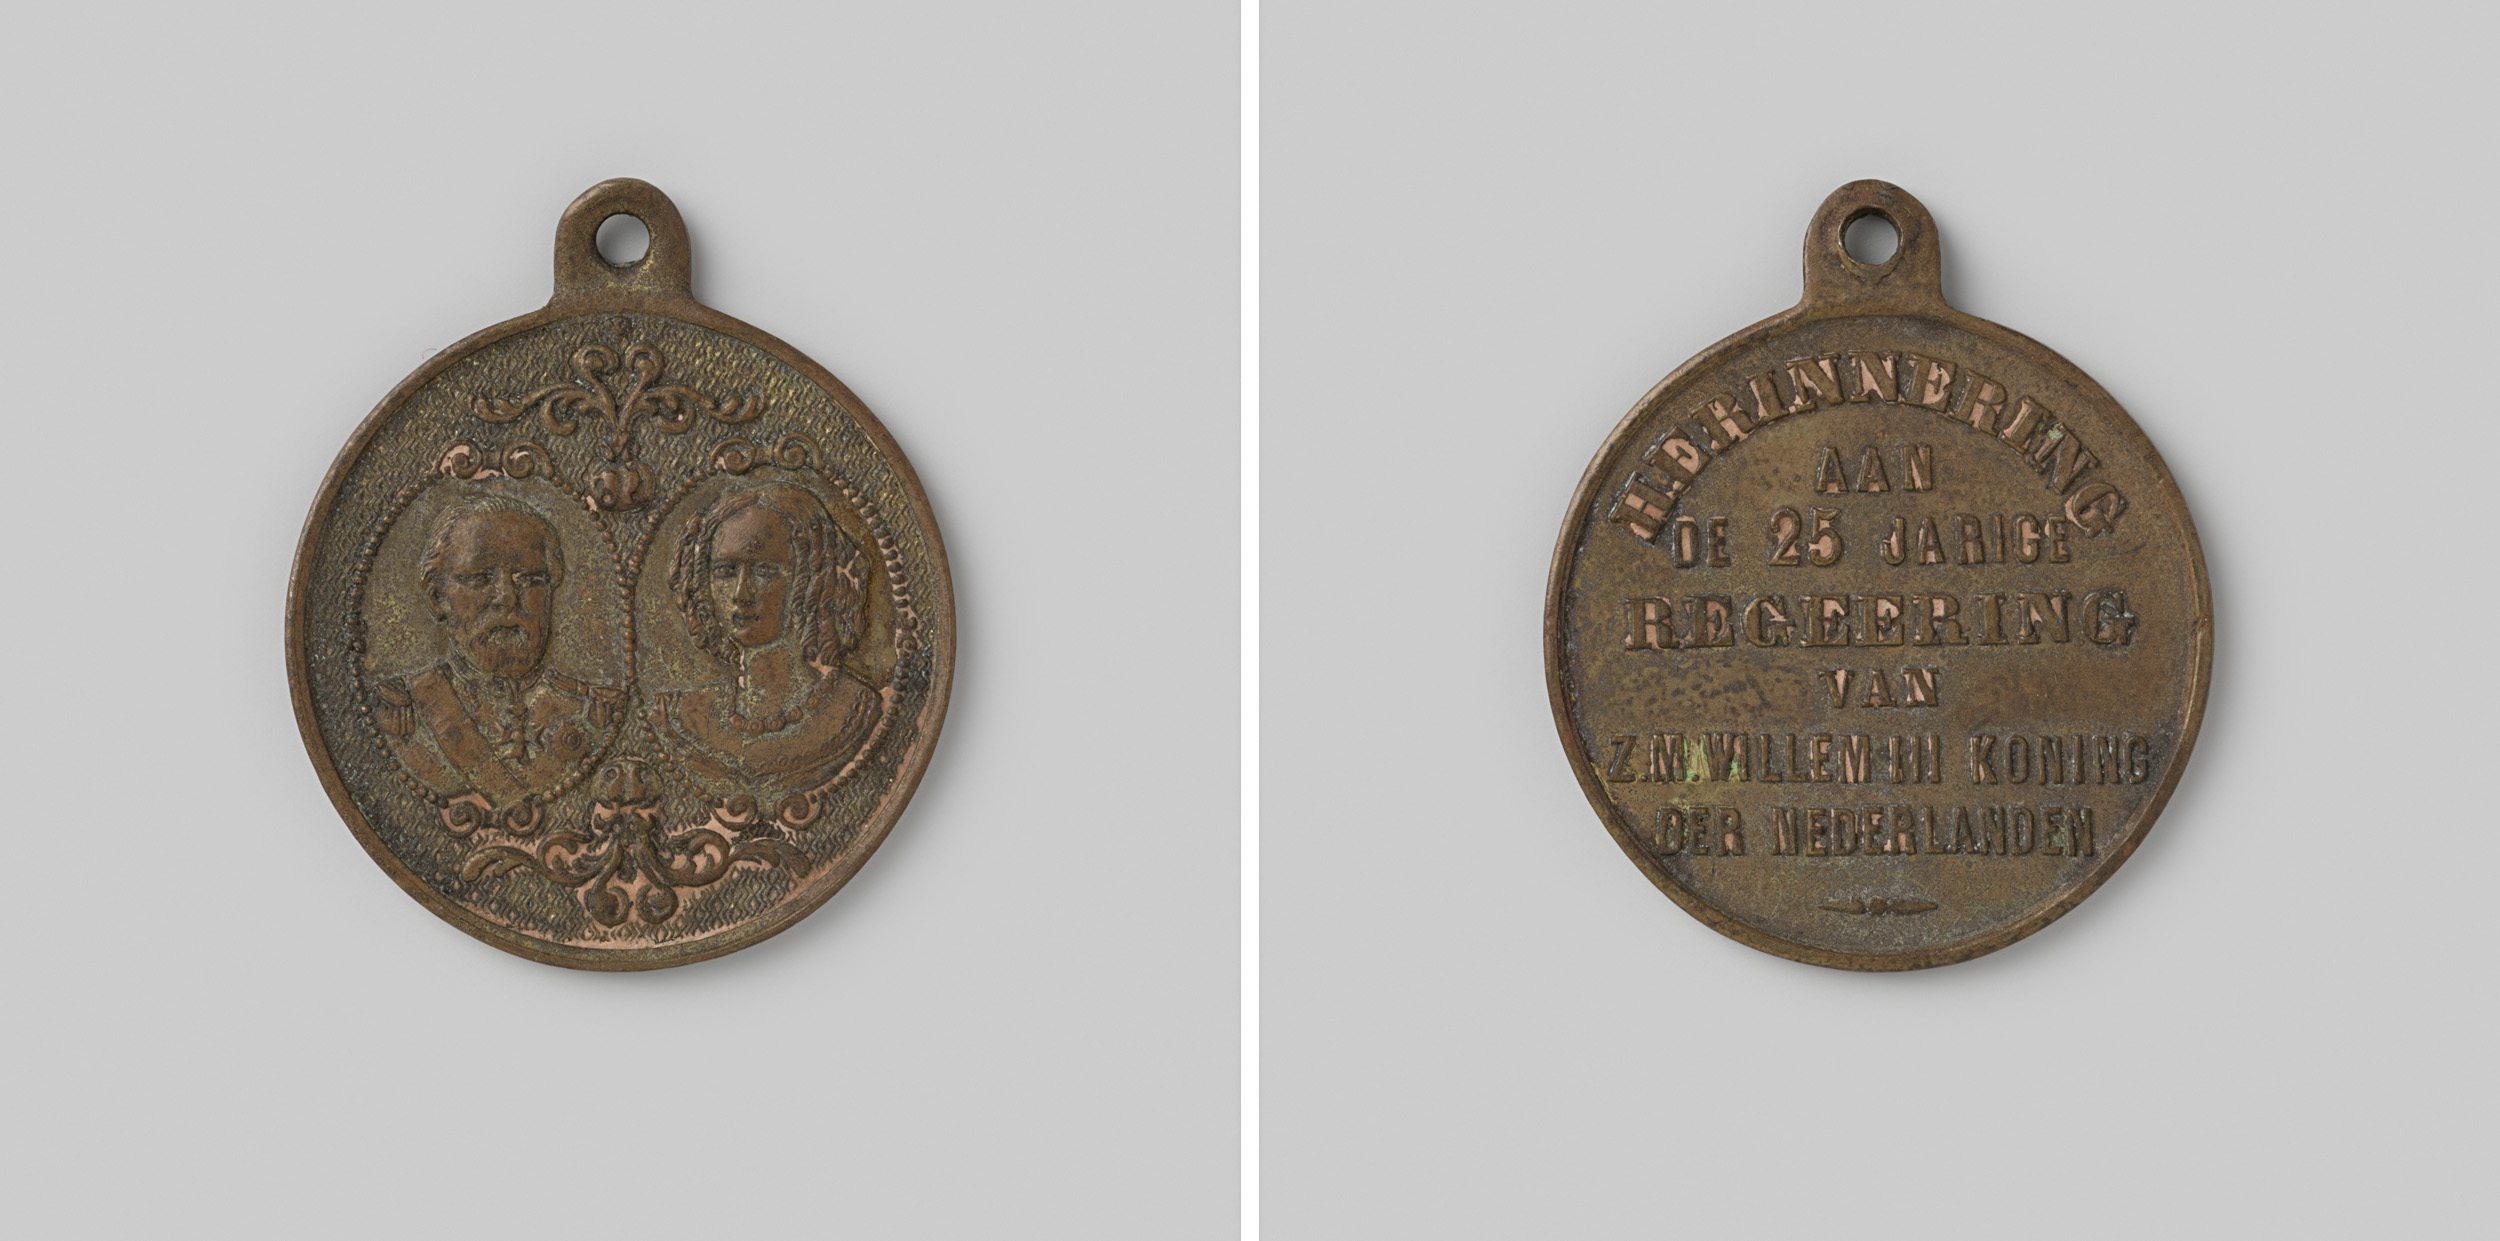 HERINNERING
AAN
DE 25 JARIGE
REGEERING
VAN
Z.M. WILLEM III KONING
DER NEDERLANDEN